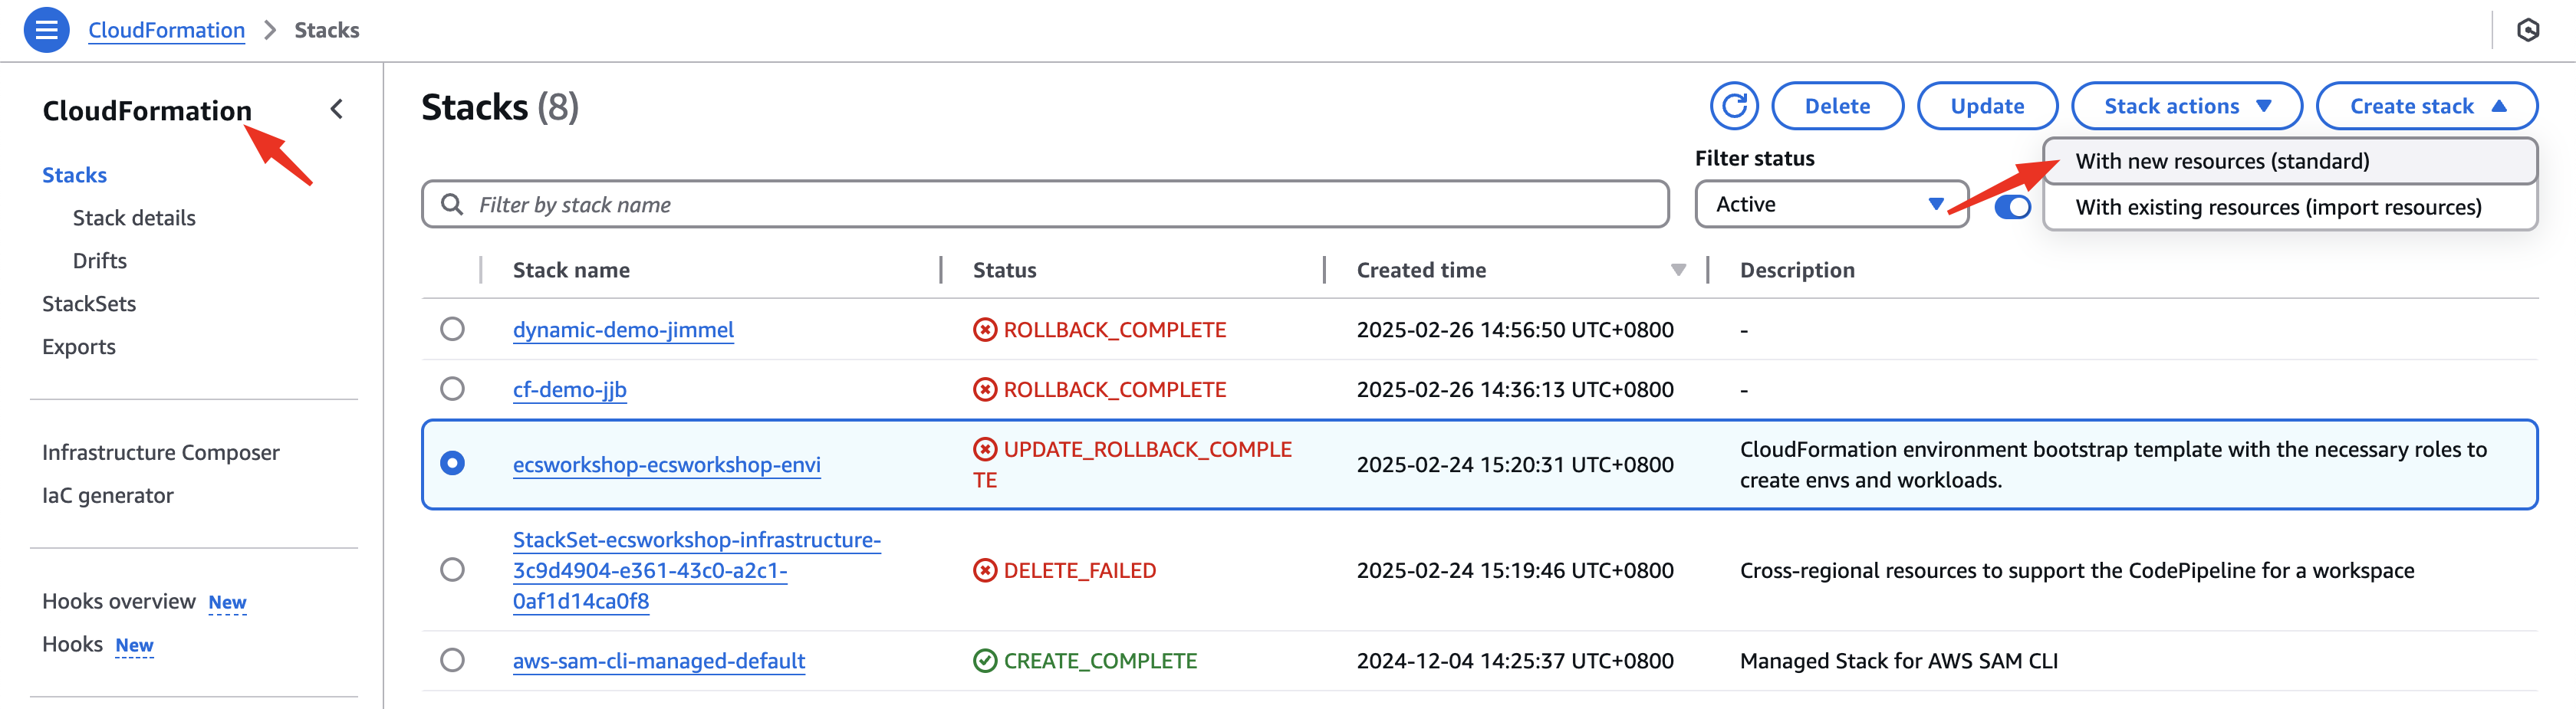 CloudFormation > Stacks
CloudFormation
Stacks
Stack details
Drifts
StackSets
Exports
Infrastructure Composer
IaC generator
Hooks overview New
Hooks New
Stacks (8)
Delete
Update
Stack actions
Create stack
With new resources (standard)
With existing resources (import resources)
Filter by stack name
Filter status
Active
Stack name Status Created time Description
dynamic-demo-jimmel ROLLBACK_COMPLETE 2025-02-26 14:56:50 UTC+0800 -
cf-demo-jjb ROLLBACK_COMPLETE 2025-02-26 14:36:13 UTC+0800 -
ecsworkshop-ecsworkshop-envi
UPDATE_ROLLBACK_COMPLE
TE
2025-02-24 15:20:31 UTC+0800
CloudFormation environment bootstrap template with the necessary roles to
create envs and workloads.
StackSet-ecsworkshop-infrastructure-
3c9d4904-e361-43c0-a2c1-
0af1d14ca0f8
DELETE_FAILED
2025-02-24 15:19:46 UTC+0800
Cross-regional resources to support the CodePipeline for a workspace
aws-sam-cli-managed-default CREATE_COMPLETE 2024-12-04 14:25:37 UTC+0800 Managed Stack for AWS SAM CLI